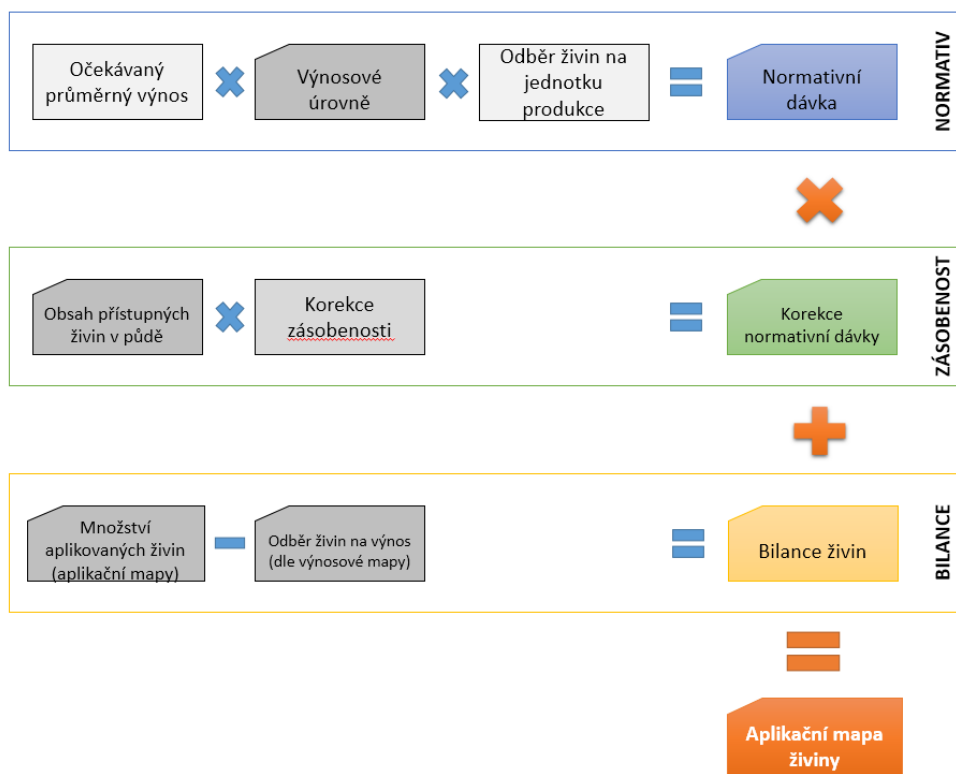 Očekávaný
průměrný výnos
Výnosové
úrovně
Odběr živin na
jednotku
produkce
Normativní
dávka
NORMATIV
Obsah přístupných
živin v půdě
Korekce
zásobenosti
Korekce
normativní dávky
ZÁSOBENOST
Množství
aplikovaných živin
(aplikační mapy)
Odběr živin na výnos
(dle výnosové mapy)
Bilance živin
BILANCE
Aplikační mapa
živiny